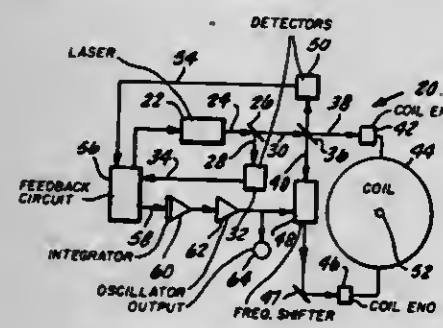 DETECTORS
LASER
54
50
20
22
24
26
38
COIL EN
42
30
36
44
56
34
28
40
FEEDBACK
CIRCUIT
COIL
58
62
32
48
52
INTEGRATOR
60
64
46
OSCILLATOR
OUTPUT
47
COIL END
FREQ. SHIFTER